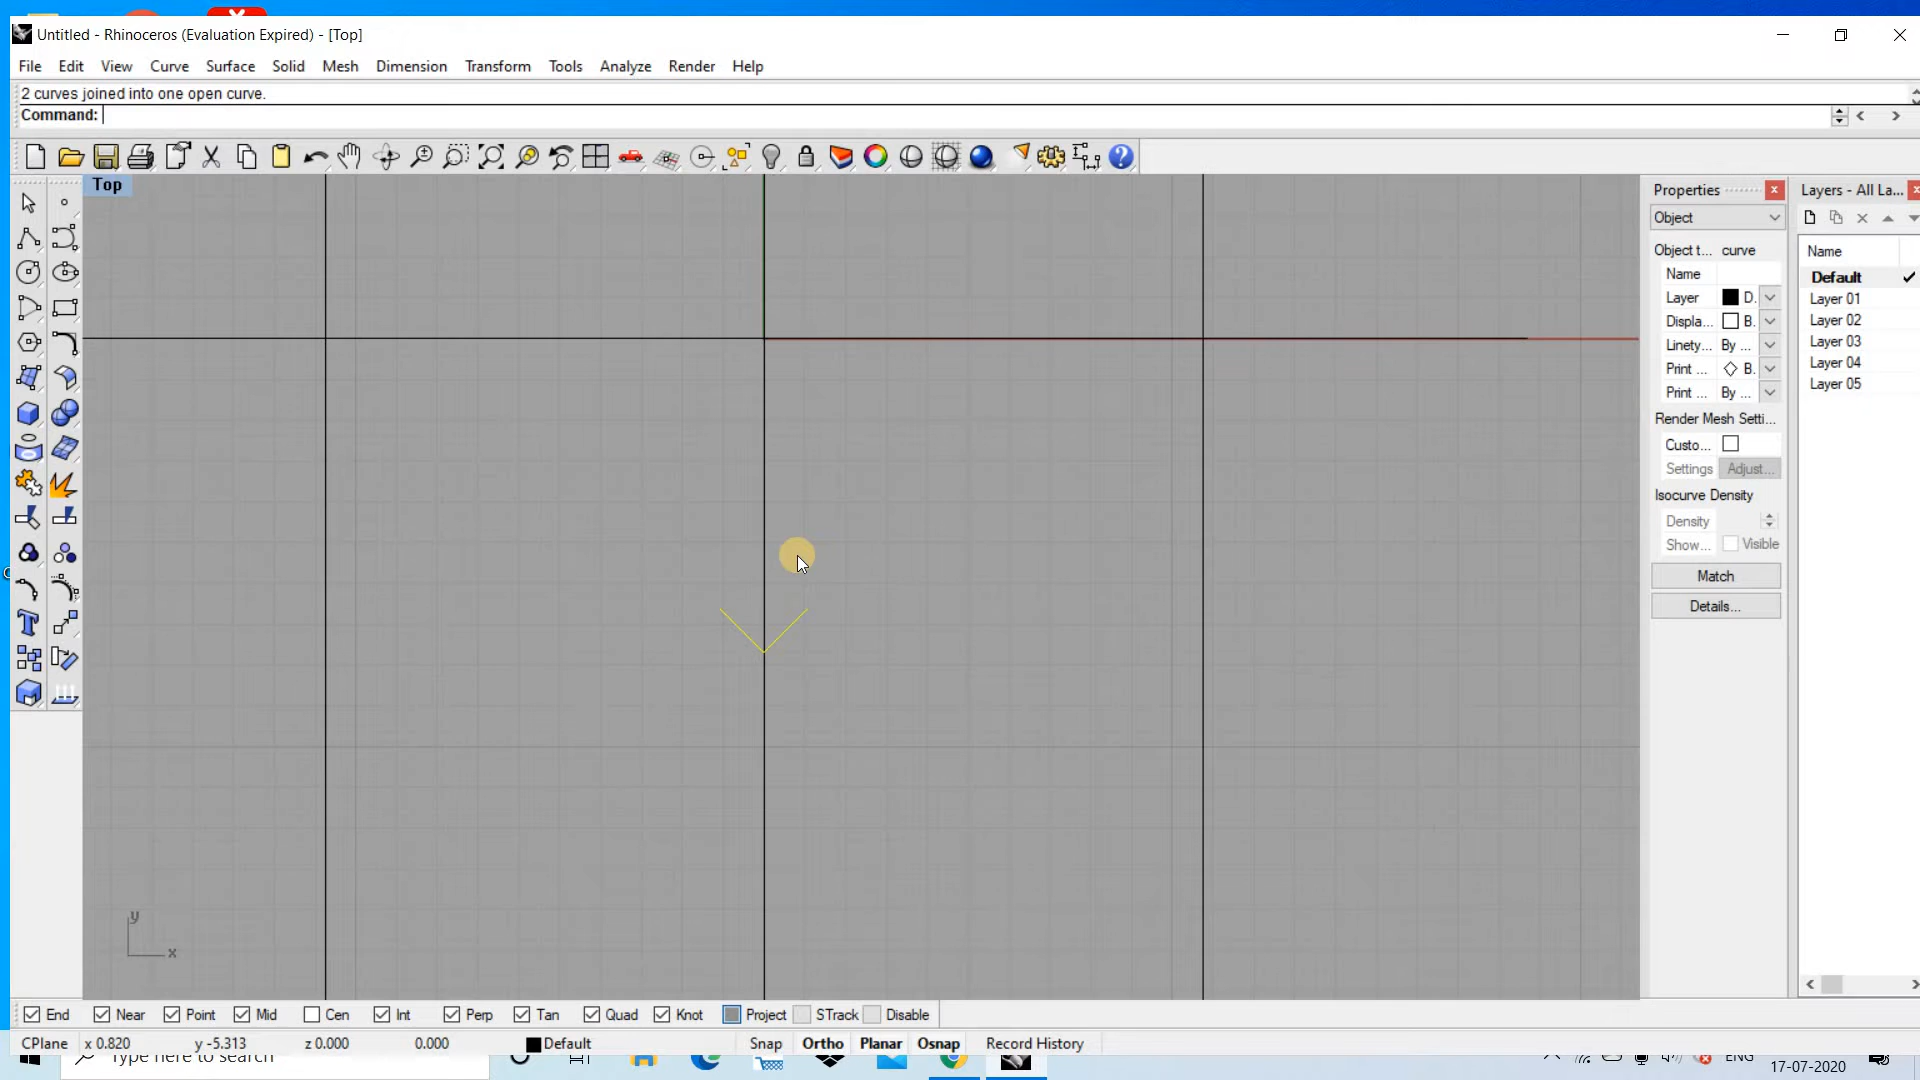 Untitled - Rhinoceros (Evaluation Expired) - [Top]
File Edit View Curve Surface Solid Mesh Dimension Transform Tools Analyze Render Help
2 curves joined into one open curve.
Command:
Top
Properties
Layers - All La...
Object
Object t... curve
Name
Layer D.
Displa... B.
Linety... By ...
Print ... B.
Print ... By ...
Render Mesh Setti...
Custo...
Settings Adjust...
Isocurve Density
Density
Show... Visible
Match
Details...
Name
Default
Layer 01
Layer 02
Layer 03
Layer 04
Layer 05
y
x
End Near Point Mid Cen Int Perp Tan Quad Knot Project STrack Disable
CPlane x 0.820 y -5.313 z 0.000 0.000 Default Snap Ortho Planar Osnap Record History
Type here to search
ENG
17-07-2020